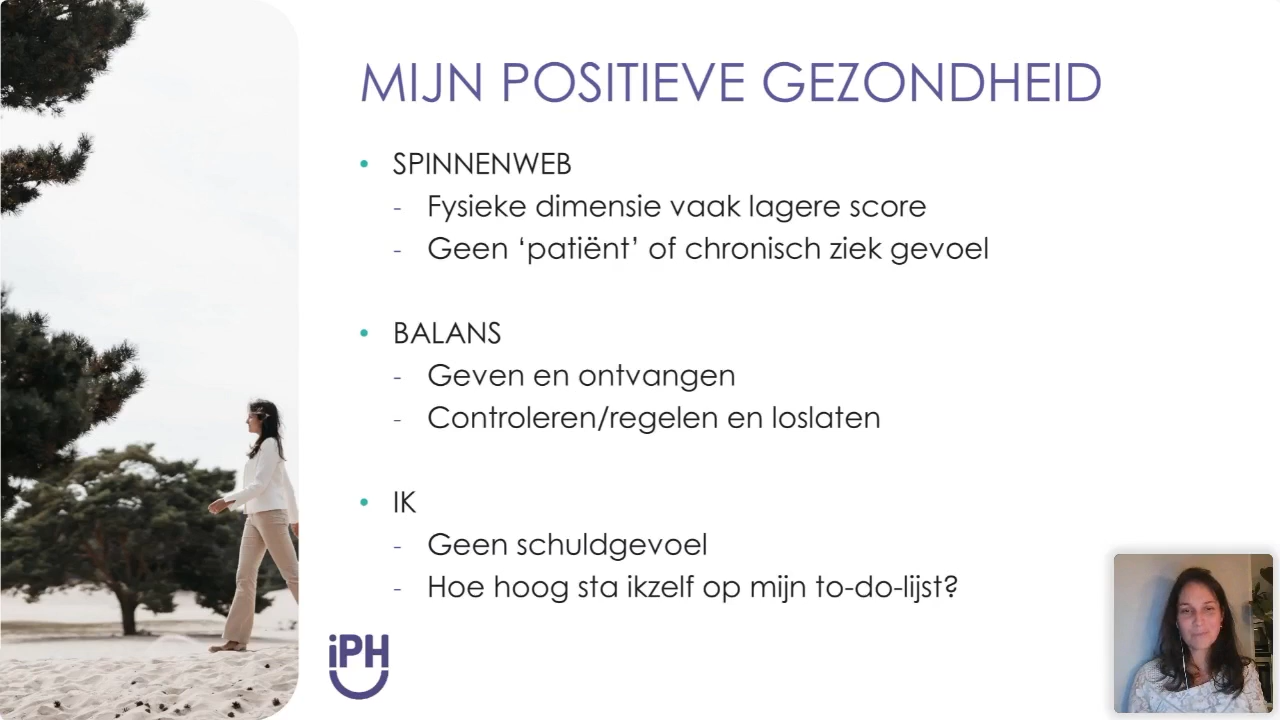 MIJN POSITIEVE GEZONDHEID
• SPINNENWEB
- Fysieke dimensie vaak lagere score
- Geen ‘patiënt’ of chronisch ziek gevoel
• BALANS
- Geven en ontvangen
- Controleren/regelen en loslaten
• IK
- Geen schuldgevoel
- Hoe hoog sta ikzelf op mijn to-do-lijst?
iPH